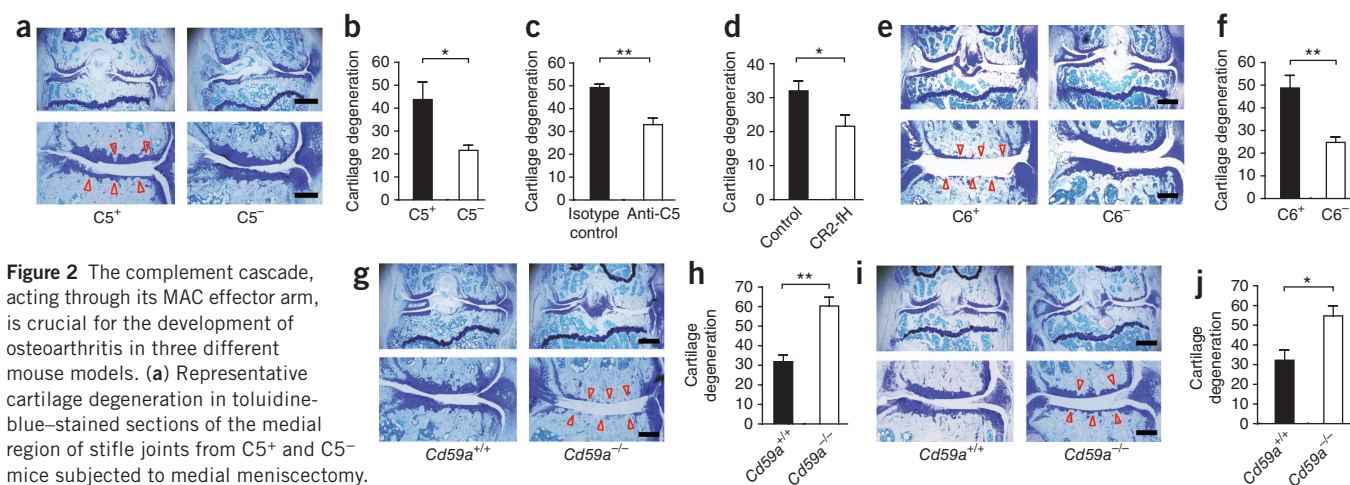 a
C5+
C5−
b
Cartilage degeneration
60
50
40
30
20
10
0
*
C5+
C5−
c
Cartilage degeneration
60
50
40
30
20
10
0
**
Isotype control
Anti-C5
d
Cartilage degeneration
40
30
20
10
0
*
Control
CR2-fH
e
C6+
C6−
f
Cartilage degeneration
60
50
40
30
20
10
0
**
C6+
C6−
Figure 2 The complement cascade,
acting through its MAC effector arm,
is crucial for the development of
osteoarthritis in three different
mouse models. (a) Representative
cartilage degeneration in toluidine-
blue–stained sections of the medial
region of stifle joints from C5+ and C5−
mice subjected to medial meniscectomy.
g
Cd59a+/+
Cd59a−/−
h
Cartilage
degeneration
70
60
50
40
30
20
10
0
**
Cd59a+/+
Cd59a−/−
i
Cd59a+/+
Cd59a−/−
j
Cartilage
degeneration
70
60
50
40
30
20
10
0
*
Cd59a+/+
Cd59a−/−